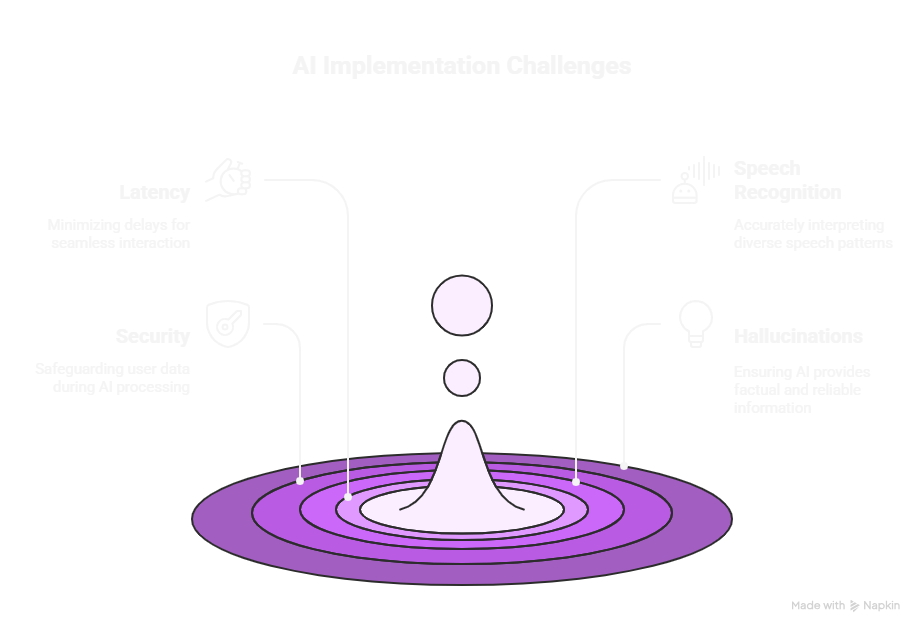 AI Implementation Challenges
Latency
Minimizing delays for
seamless interaction
Speech
Recognition
Accurately interpreting
diverse speech patterns
Security
Safeguarding user data
during AI processing
Hallucinations
Ensuring AI provides
factual and reliable
information
Made with Napkin